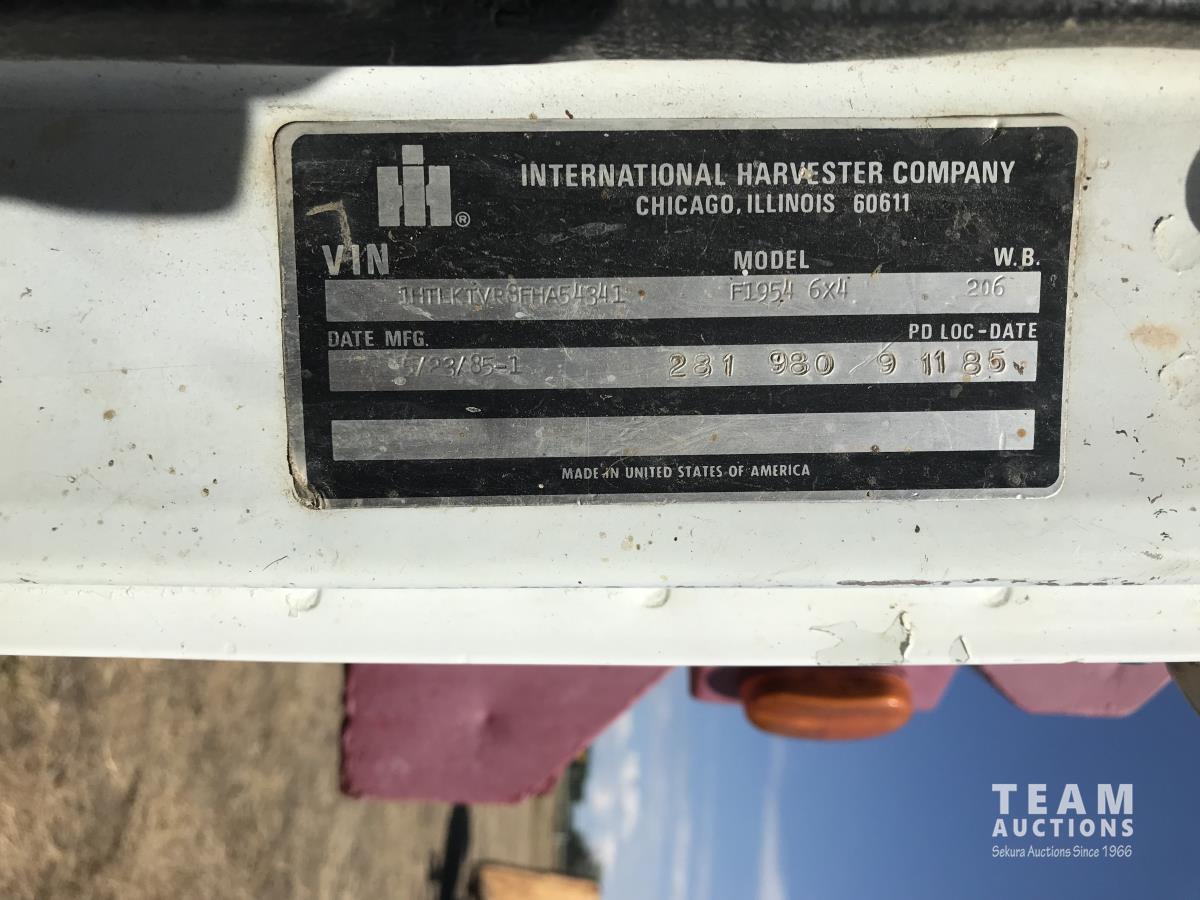 IH ®
INTERNATIONAL HARVESTER COMPANY
CHICAGO, ILLINOIS 60611
VIN MODEL W.B.
F1954 6X4 206
DATE MFG. PD LOC-DATE
281 980 9 11 85
MADE IN UNITED STATES OF AMERICA
TEAM
AUCTIONS
Sekura Auctions Since 1966